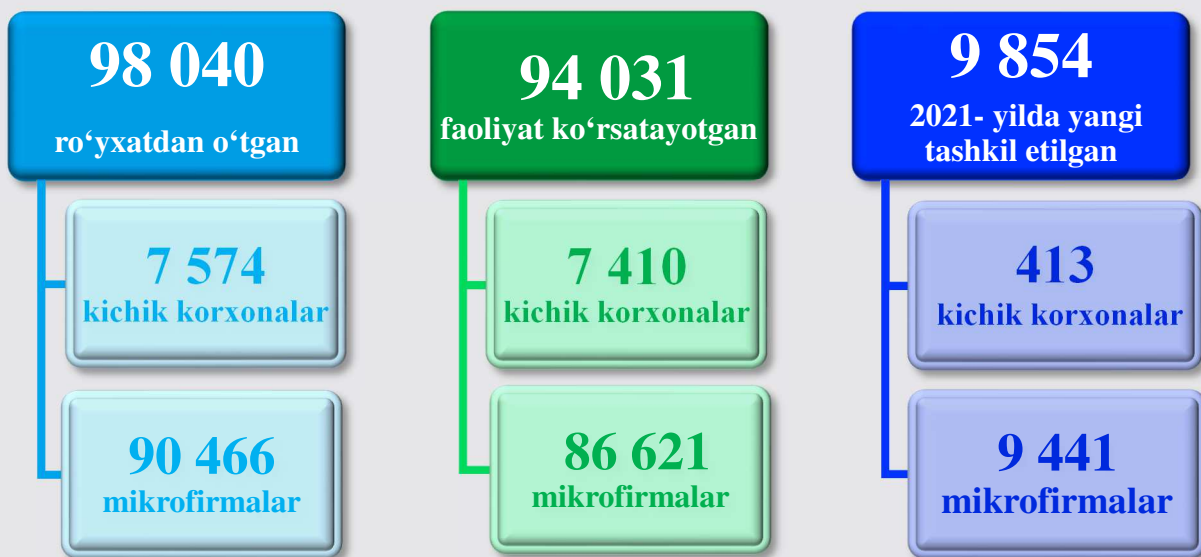 98 040
ro‘yxatdan o‘tgan
7 574
kichik korxonalar
90 466
mikrofirmalar
94 031
faoliyat ko‘rsatayotgan
7 410
kichik korxonalar
86 621
mikrofirmalar
9 854
2021- yilda yangi
tashkil etilgan
413
kichik korxonalar
9 441
mikrofirmalar